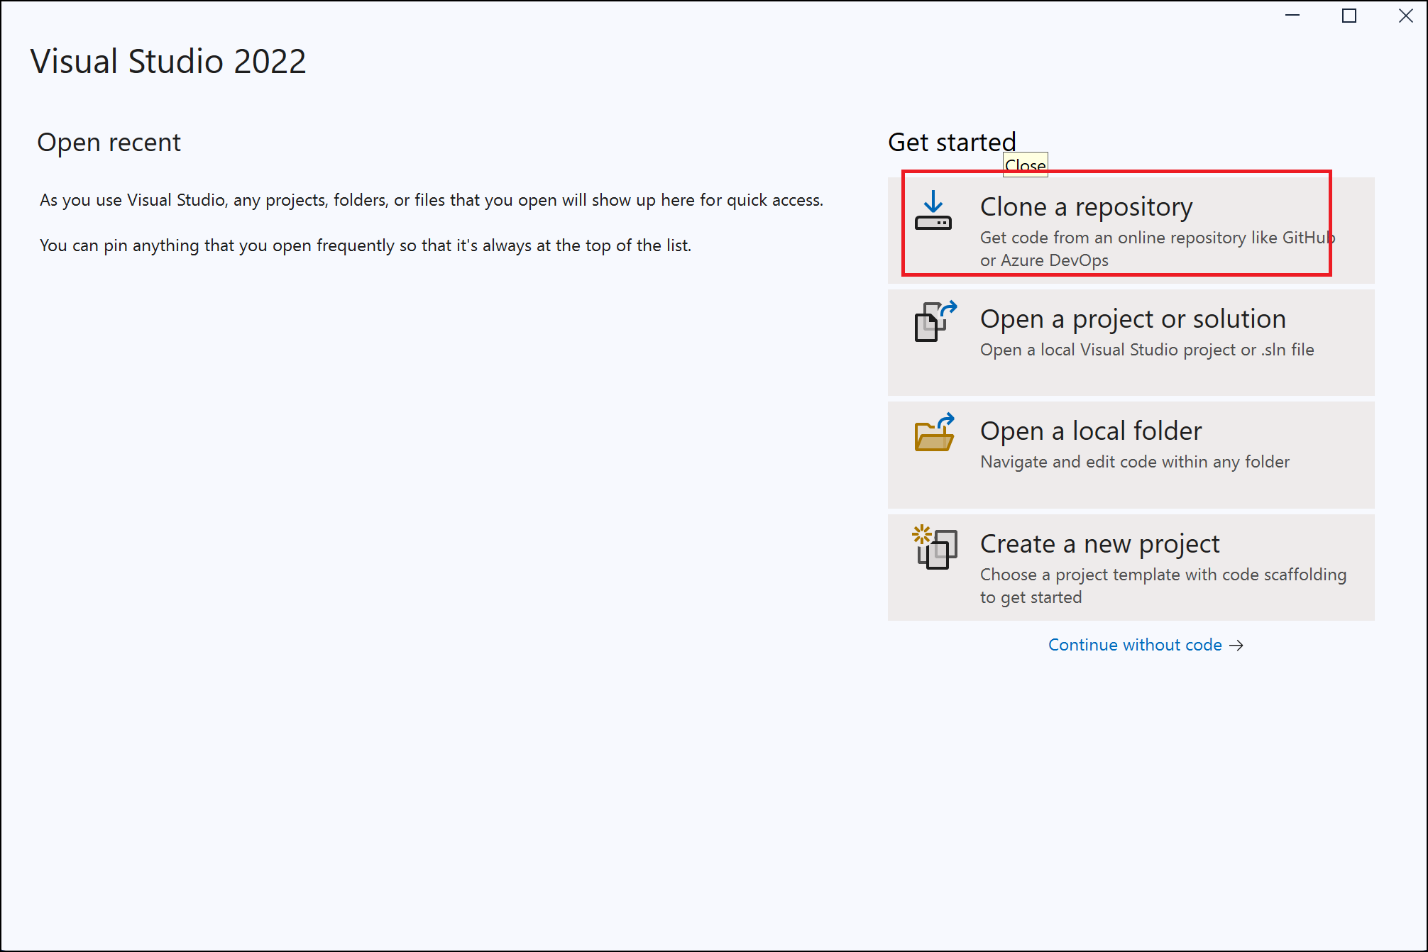 Visual Studio 2022
Open recent
As you use Visual Studio, any projects, folders, or files that you open will show up here for quick access.
You can pin anything that you open frequently so that it's always at the top of the list.
Get started
Close
Clone a repository
Get code from an online repository like GitHub
or Azure DevOps
Open a project or solution
Open a local Visual Studio project or .sln file
Open a local folder
Navigate and edit code within any folder
Create a new project
Choose a project template with code scaffolding
to get started
Continue without code →